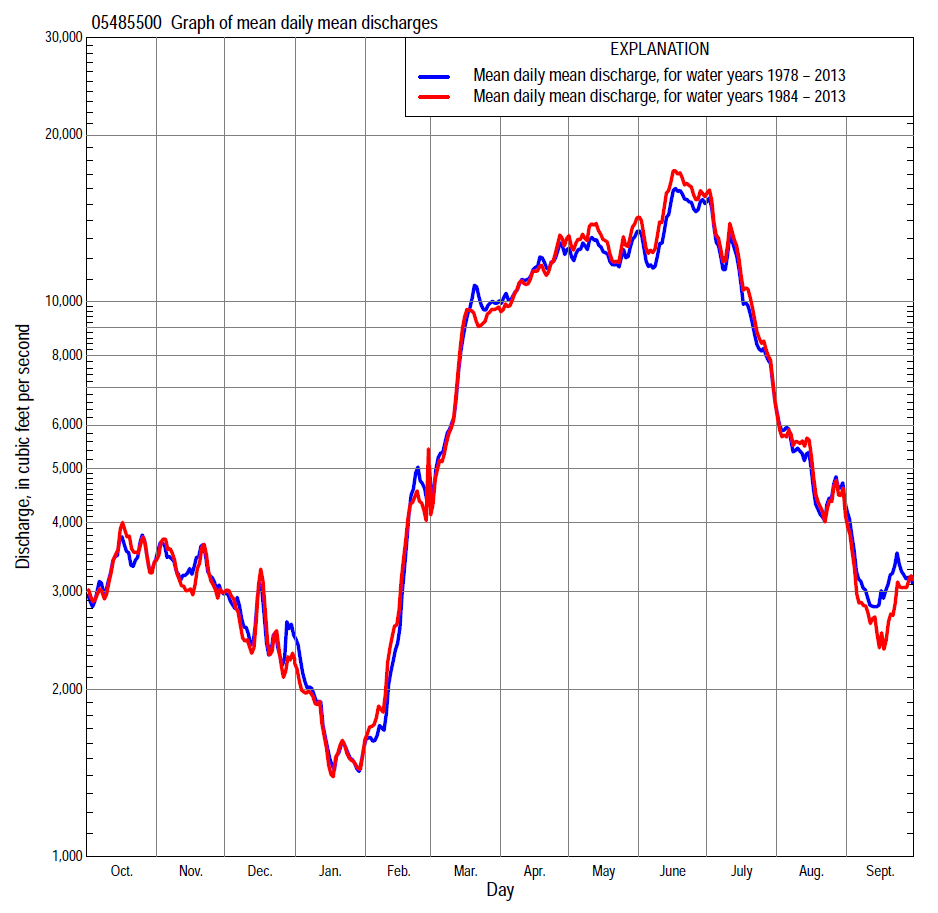 05485500 Graph of mean daily mean discharges
EXPLANATION
Mean daily mean discharge, for water years 1978 – 2013
Mean daily mean discharge, for water years 1984 – 2013
Discharge, in cubic feet per second
30,000
20,000
10,000
8,000
6,000
5,000
4,000
3,000
2,000
1,000
Oct. Nov. Dec. Jan. Feb. Mar. Apr. May June July Aug. Sept.
Day